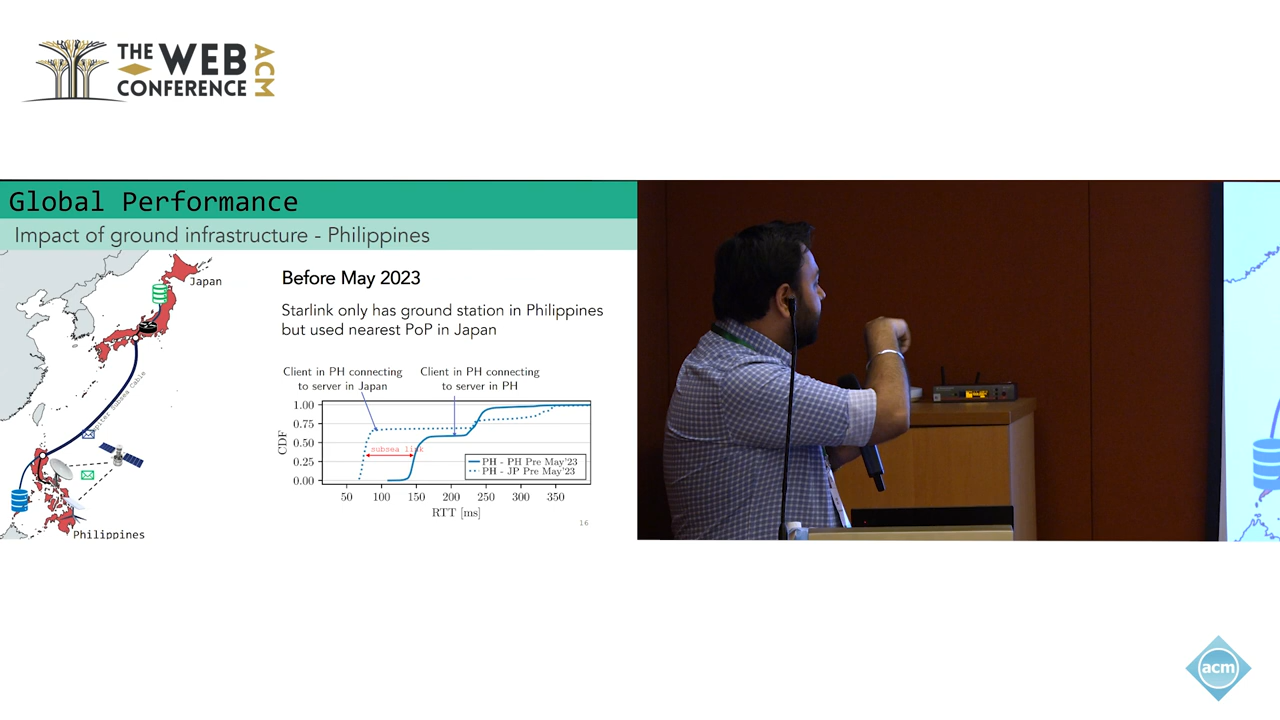 THE WEB
CONFERENCE
ACM
Global Performance
Impact of ground infrastructure - Philippines
Japan
Before May 2023
Starlink only has ground station in Philippines
but used nearest PoP in Japan
Subsea Cable
Philippines
Client in PH connecting
to server in Japan
Client in PH connecting
to server in PH
1.00
0.75
0.50
0.25
0.00
CDF
subsea link
PH - PH Pre May'23
PH - JP Pre May'23
50
100
150
200
250
300
350
RTT [ms]
16
acm